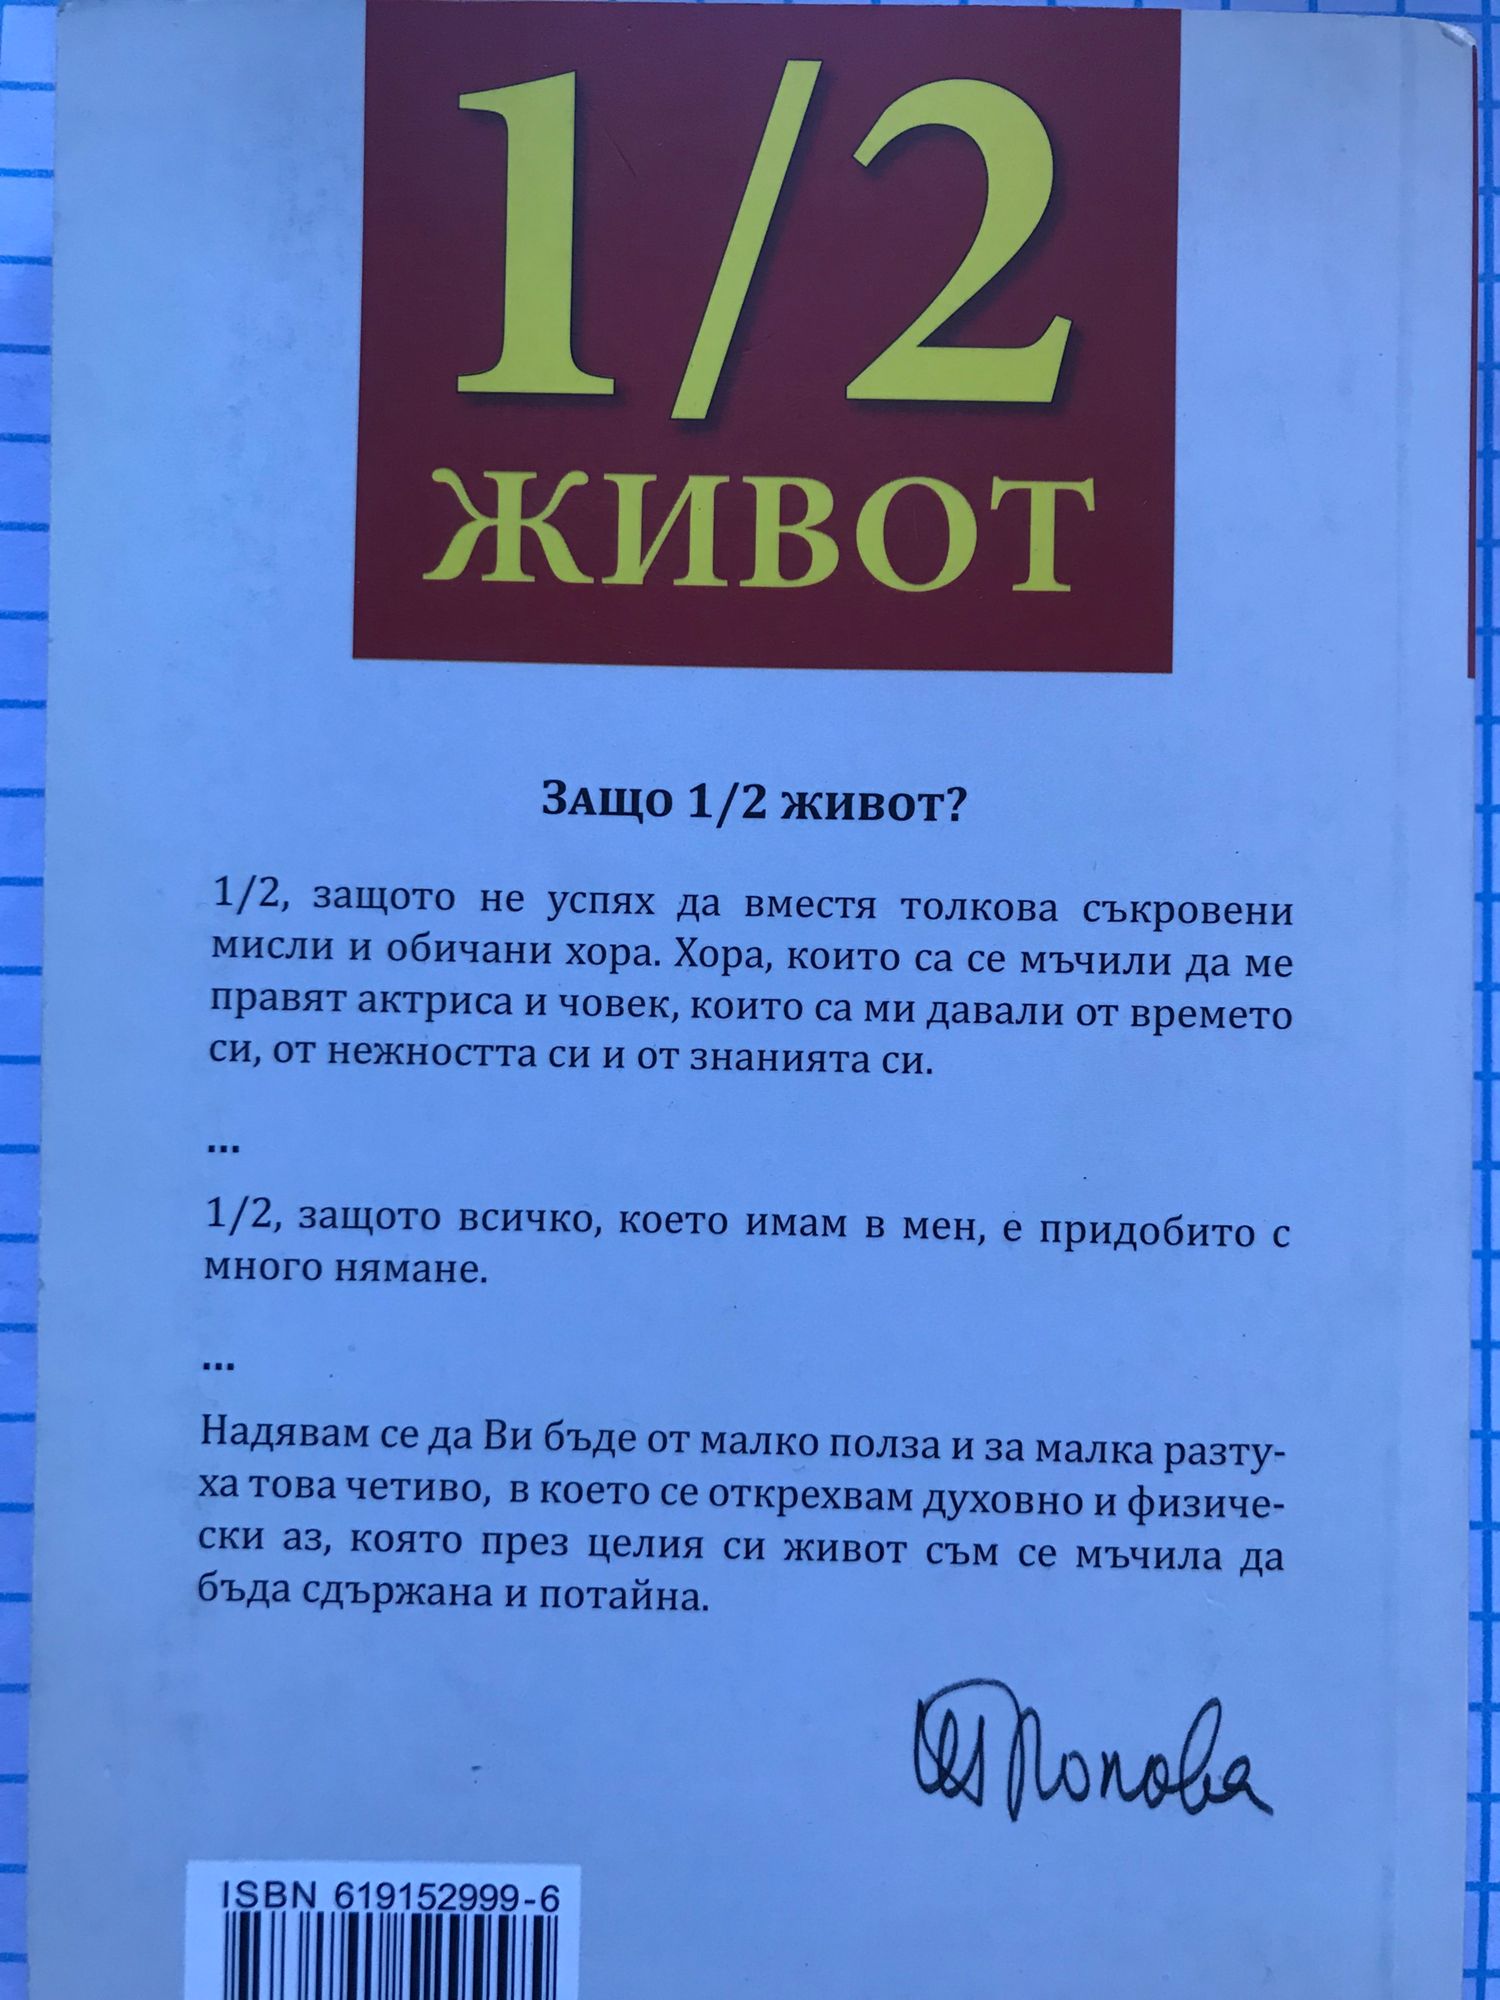 1/2
ЖИВОТ
Защо 1/2 живот?
1/2, защото не успях да вместя толкова съкровени
мисли и обичани хора. Хора, които са се мъчили да ме
правят актриса и човек, които са ми давали от времето
си, от нежността си и от знанията си.
...
1/2, защото всичко, което имам в мен, е придобито с
много нямане.
...
Надявам се да Ви бъде от малко полза и за малка разту-
ха това четиво, в което се открехвам духовно и физиче-
ски аз, която през целия си живот съм се мъчила да
бъда сдържана и потайна.
Попова
ISBN 619152999-6